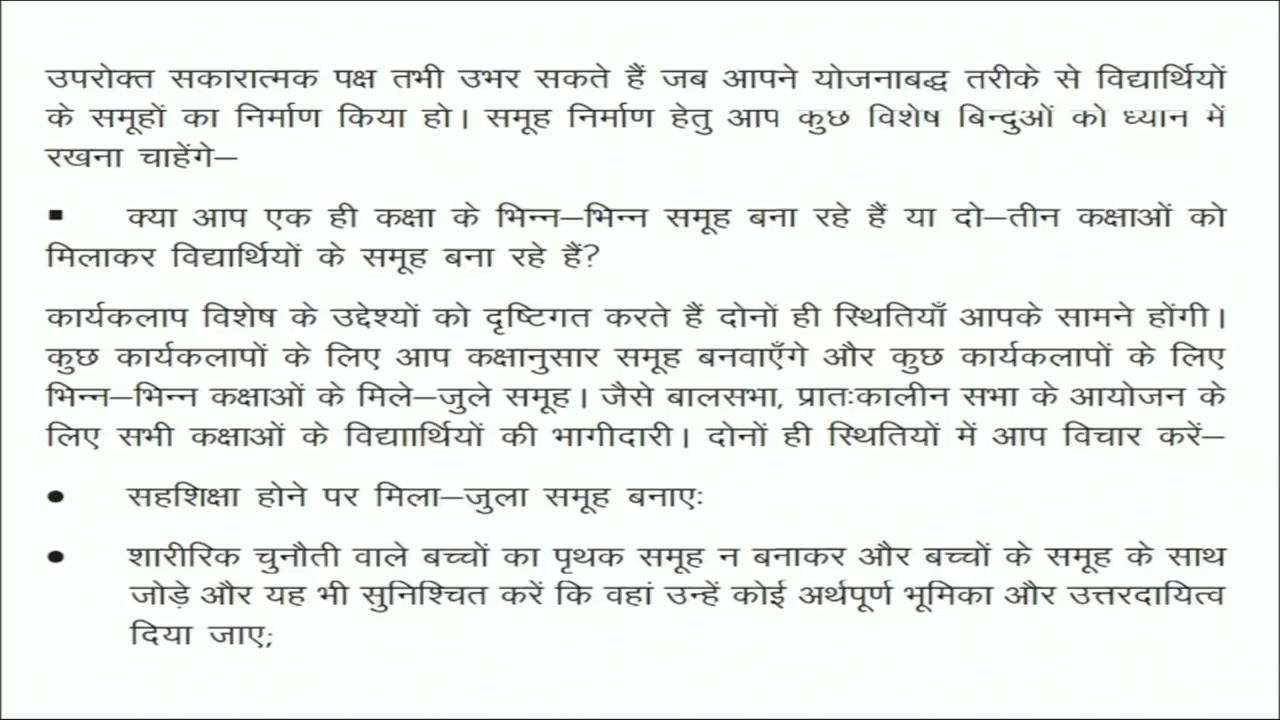 उपरोक्त सकारात्मक पक्ष तभी उभर सकते हैं जब आपने योजनाबद्ध तरीके से विद्यार्थियों
के समूहों का निर्माण किया हो। समूह निर्माण हेतु आप कुछ विशेष बिन्दुओं को ध्यान में
रखना चाहेंगे—
■ क्या आप एक ही कक्षा के भिन्न—भिन्न समूह बना रहे हैं या दो—तीन कक्षाओं को
मिलाकर विद्यार्थियों के समूह बना रहे हैं?
कार्यकलाप विशेष के उद्देश्यों को दृष्टिगत करते हैं दोनों ही स्थितियाँ आपके सामने होंगी।
कुछ कार्यकलापों के लिए आप कक्षानुसार समूह बनवाएँगे और कुछ कार्यकलापों के लिए
भिन्न—भिन्न कक्षाओं के मिले—जुले समूह। जैसे बालसभा, प्रातःकालीन सभा के आयोजन के
लिए सभी कक्षाओं के विद्याार्थियों की भागीदारी। दोनों ही स्थितियों में आप विचार करें—
● सहशिक्षा होने पर मिला—जुला समूह बनाएः
● शारीरिक चुनौती वाले बच्चों का पृथक समूह न बनाकर और बच्चों के समूह के साथ
जोड़े और यह भी सुनिश्चित करें कि वहां उन्हें कोई अर्थपूर्ण भूमिका और उत्तरदायित्व
दिया जाए;